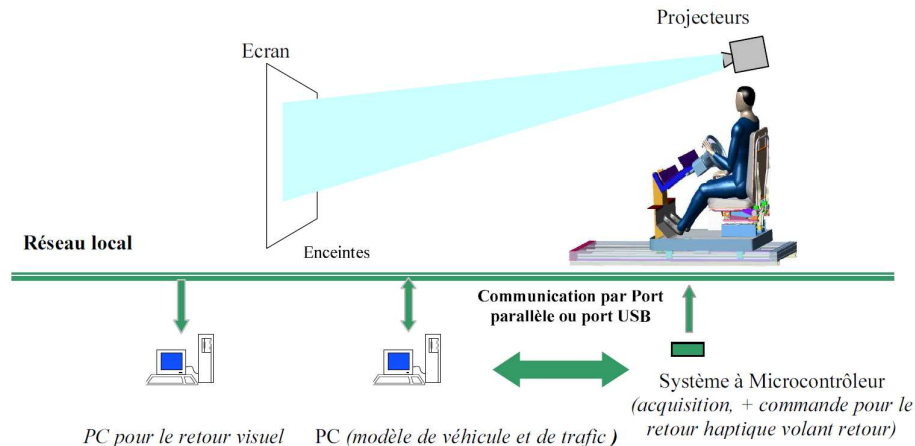 Projecteurs
Ecran
Réseau local
Enceintes
Communication par Port
parallèle ou port USB
Système à Microcontrôleur
(acquisition, + commande pour le
retour haptique volant retour)
PC pour le retour visuel
PC (modèle de véhicule et de trafic )